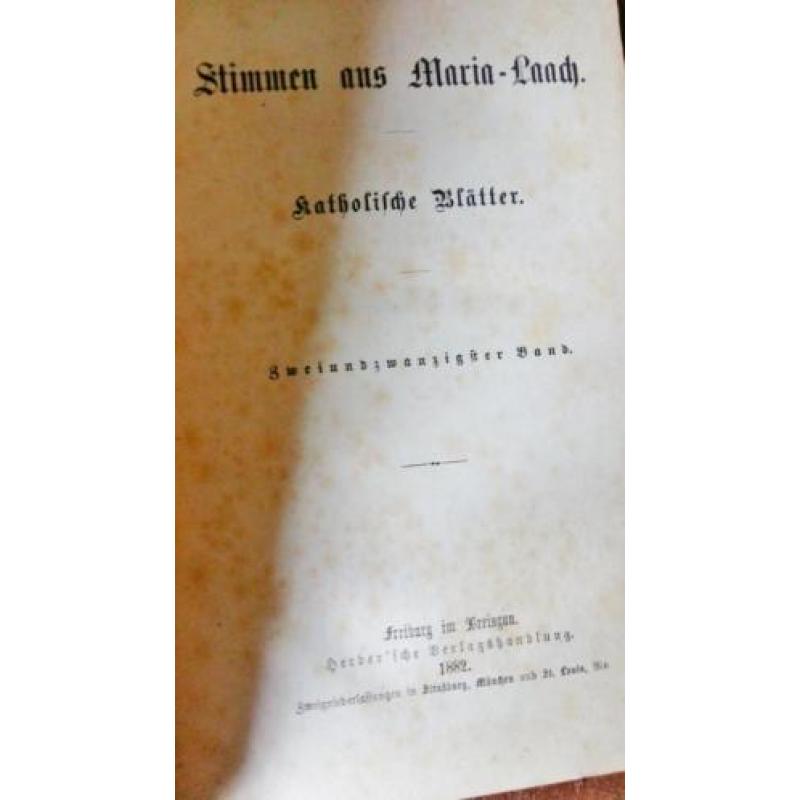 Stimmen aus Maria-Laach.
Katholische Blätter.
Zweiundzwanzigster Band.
Freiburg im Breisgau.
Herder'sche Verlagshandlung.
1882.
Zweigniederlassungen in Straßburg, München und St. Louis, Mo.